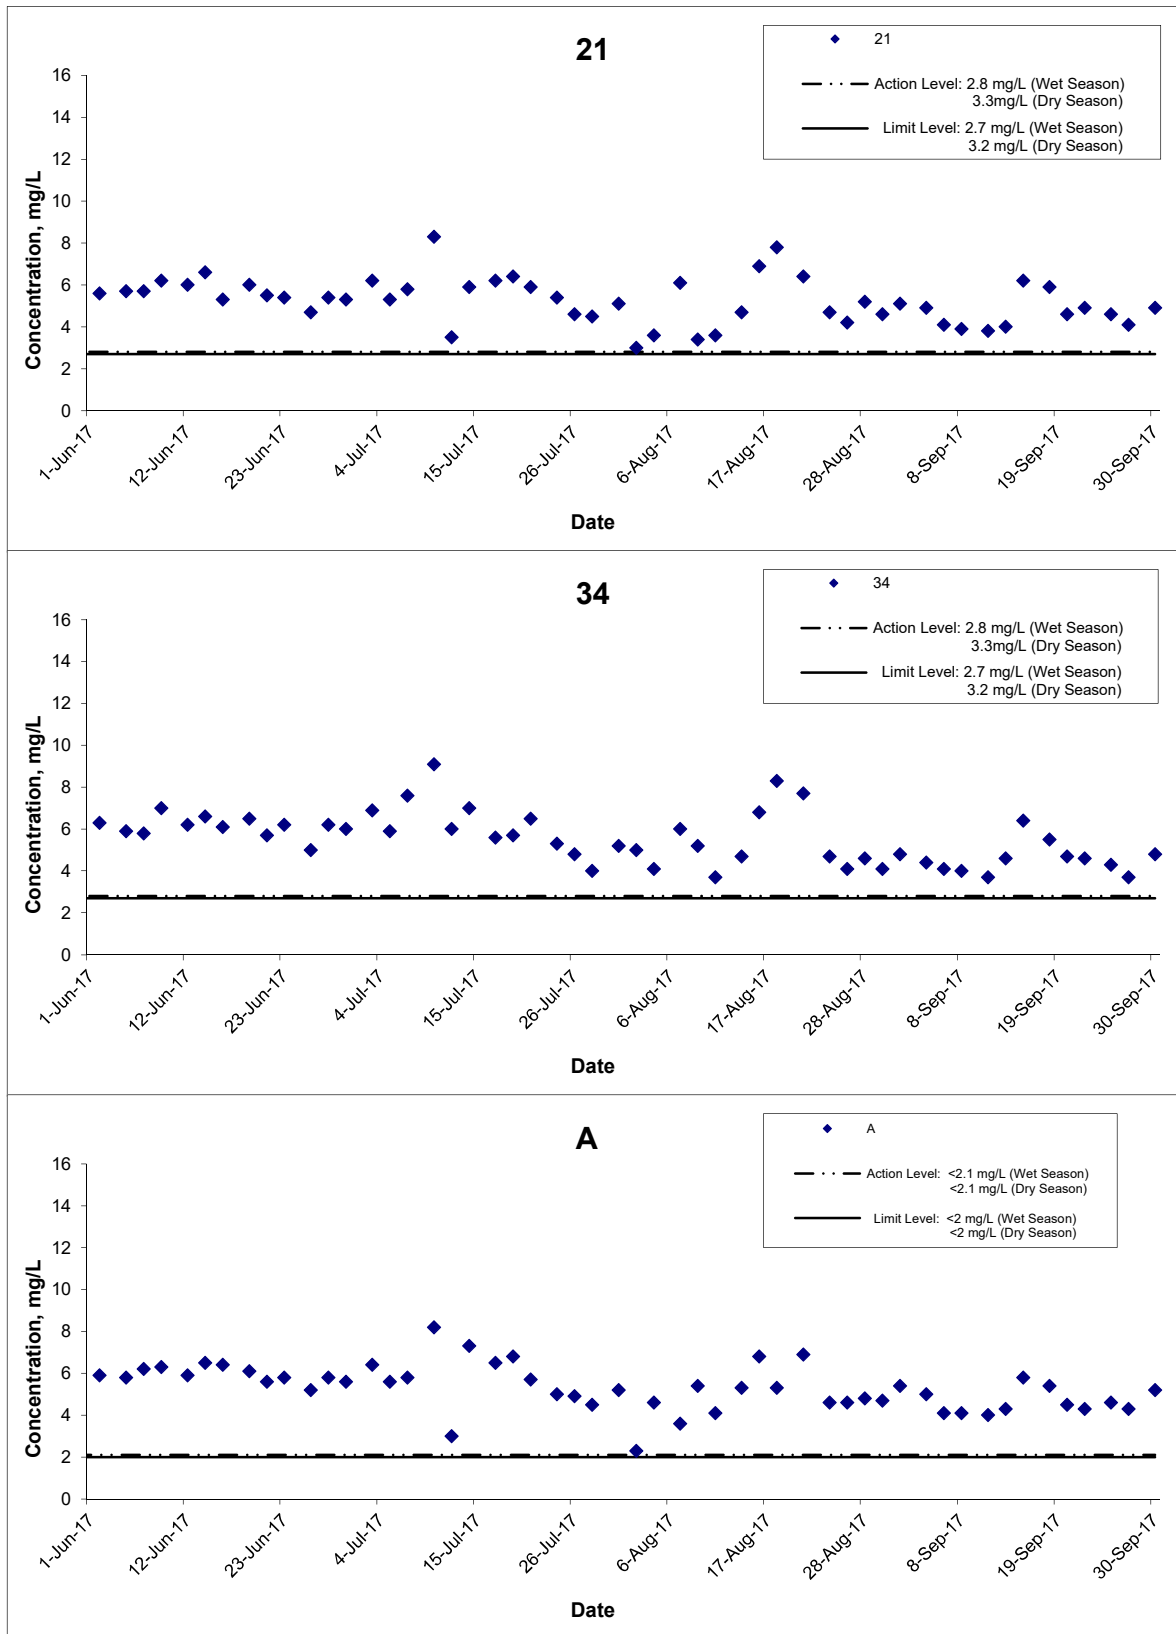 21
21
Action Level: 2.8 mg/L (Wet Season)
3.3mg/L (Dry Season)
Limit Level: 2.7 mg/L (Wet Season)
3.2 mg/L (Dry Season)
Concentration, mg/L
16
14
12
10
8
6
4
2
0
1-Jun-17
12-Jun-17
23-Jun-17
4-Jul-17
15-Jul-17
26-Jul-17
6-Aug-17
17-Aug-17
28-Aug-17
8-Sep-17
19-Sep-17
30-Sep-17
Date
34
34
Action Level: 2.8 mg/L (Wet Season)
3.3mg/L (Dry Season)
Limit Level: 2.7 mg/L (Wet Season)
3.2 mg/L (Dry Season)
Concentration, mg/L
16
14
12
10
8
6
4
2
0
1-Jun-17
12-Jun-17
23-Jun-17
4-Jul-17
15-Jul-17
26-Jul-17
6-Aug-17
17-Aug-17
28-Aug-17
8-Sep-17
19-Sep-17
30-Sep-17
Date
A
A
Action Level: <2.1 mg/L (Wet Season)
<2.1 mg/L (Dry Season)
Limit Level: <2 mg/L (Wet Season)
<2 mg/L (Dry Season)
Concentration, mg/L
16
14
12
10
8
6
4
2
0
1-Jun-17
12-Jun-17
23-Jun-17
4-Jul-17
15-Jul-17
26-Jul-17
6-Aug-17
17-Aug-17
28-Aug-17
8-Sep-17
19-Sep-17
30-Sep-17
Date